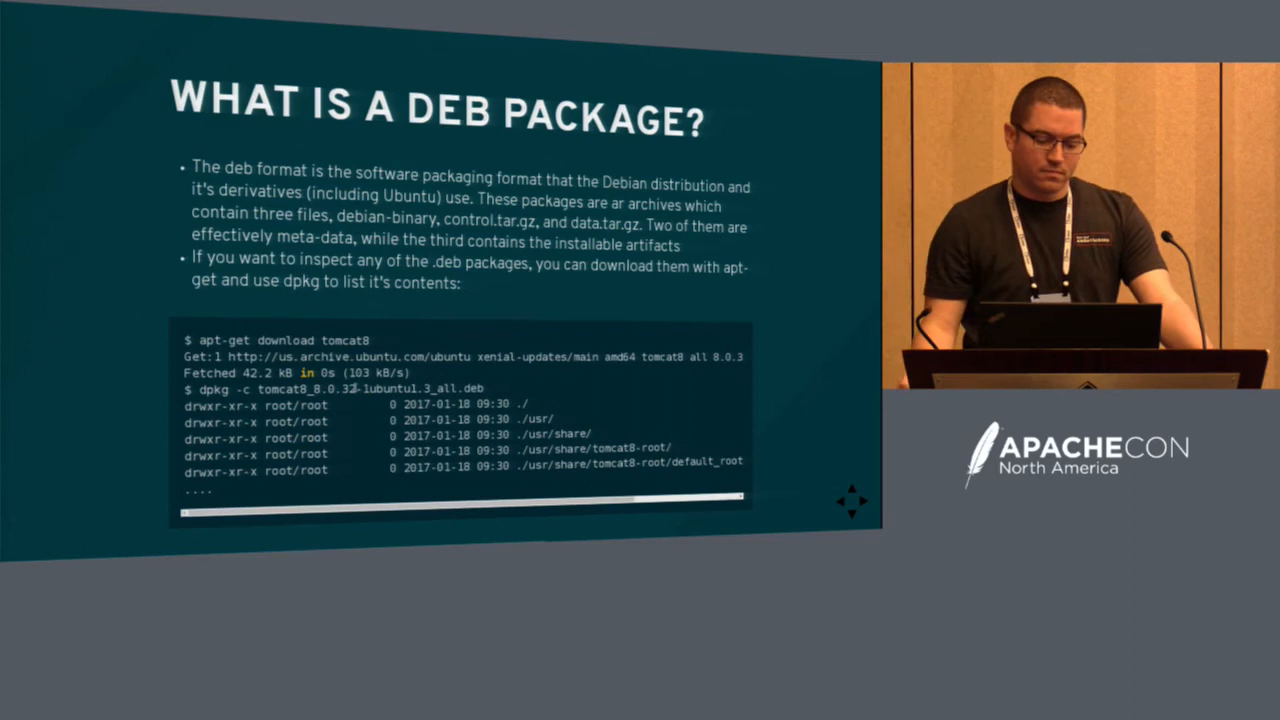 WHAT IS A DEB PACKAGE?
• The deb format is the software packaging format that the Debian distribution and
it's derivatives (including Ubuntu) use. These packages are ar archives which
contain three files, debian-binary, control.tar.gz, and data.tar.gz. Two of them are
effectively meta-data, while the third contains the installable artifacts
• If you want to inspect any of the .deb packages, you can download them with apt-
get and use dpkg to list it's contents:
$ apt-get download tomcat8
Get:1 http://us.archive.ubuntu.com/ubuntu xenial-updates/main amd64 tomcat8 all 8.0.3
Fetched 42.2 kB in 0s (103 kB/s)
$ dpkg -c tomcat8_8.0.32-1ubuntu1.3_all.deb
drwxr-xr-x root/root 0 2017-01-18 09:30 ./
drwxr-xr-x root/root 0 2017-01-18 09:30 ./usr/
drwxr-xr-x root/root 0 2017-01-18 09:30 ./usr/share/
drwxr-xr-x root/root 0 2017-01-18 09:30 ./usr/share/tomcat8-root/
drwxr-xr-x root/root 0 2017-01-18 09:30 ./usr/share/tomcat8-root/default_root
....
APACHECON
North America